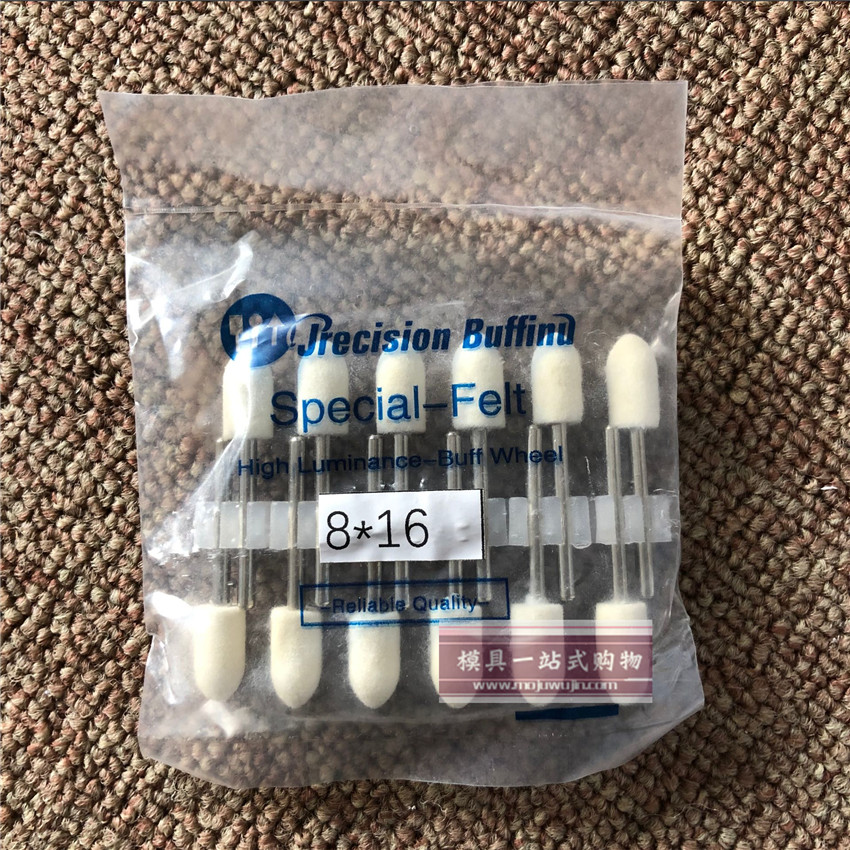 Precision Buffing
Special-Felt
High Luminance-Buff Wheel
8*16
Reliable Quality
模具一站式购物
www.mojuwujin.com